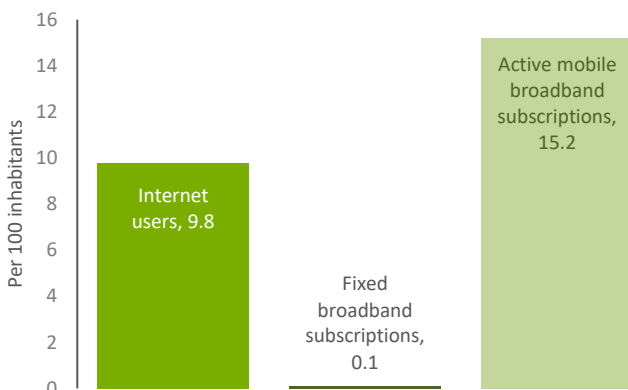 Per 100 inhabitants
16
14
12
10
8
6
4
2
0
Internet
users, 9.8
Fixed
broadband
subscriptions,
0.1
Active mobile
broadband
subscriptions,
15.2